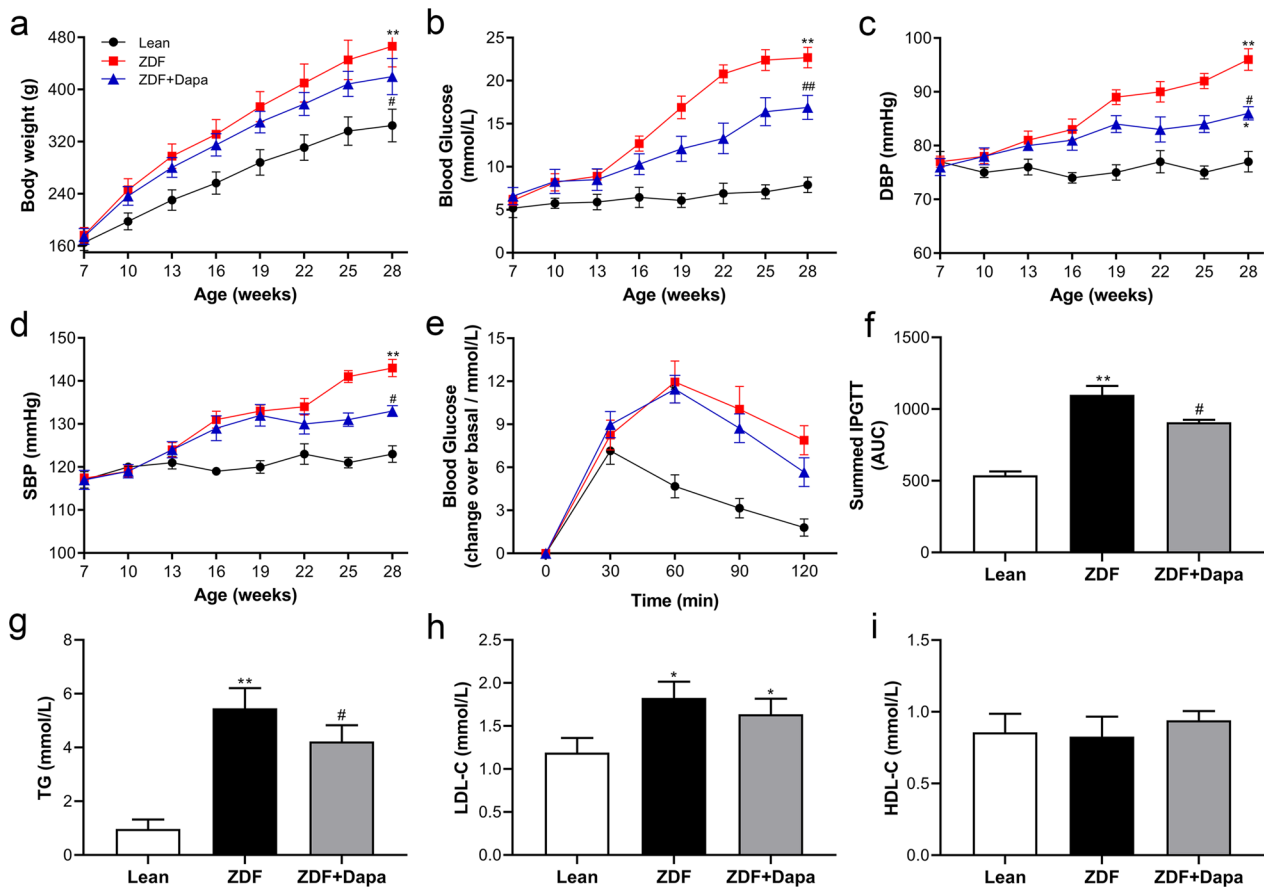 a
Body weight (g)
480
400
320
240
160
Lean
ZDF
ZDF+Dapa
**
#
7 10 13 16 19 22 25 28
Age (weeks)
b
Blood Glucose
(mmol/L)
25
20
15
10
5
0
**
##
7 10 13 16 19 22 25 28
Age (weeks)
c
DBP (mmHg)
100
90
80
70
60
**
#
*
7 10 13 16 19 22 25 28
Age (weeks)
d
SBP (mmHg)
150
140
130
120
110
100
**
#
7 10 13 16 19 22 25 28
Age (weeks)
e
Blood Glucose
(change over basal / mmol/L)
15
12
9
6
3
0
0 30 60 90 120
Time (min)
f
Summed IPGTT
(AUC)
1500
1000
500
0
**
#
Lean ZDF ZDF+Dapa
g
TG (mmol/L)
8
6
4
2
0
**
#
Lean ZDF ZDF+Dapa
h
LDL-C (mmol/L)
2.5
2.0
1.5
1.0
0.5
0.0
*
*
Lean ZDF ZDF+Dapa
i
HDL-C (mmol/L)
1.5
1.0
0.5
0.0
Lean ZDF ZDF+Dapa